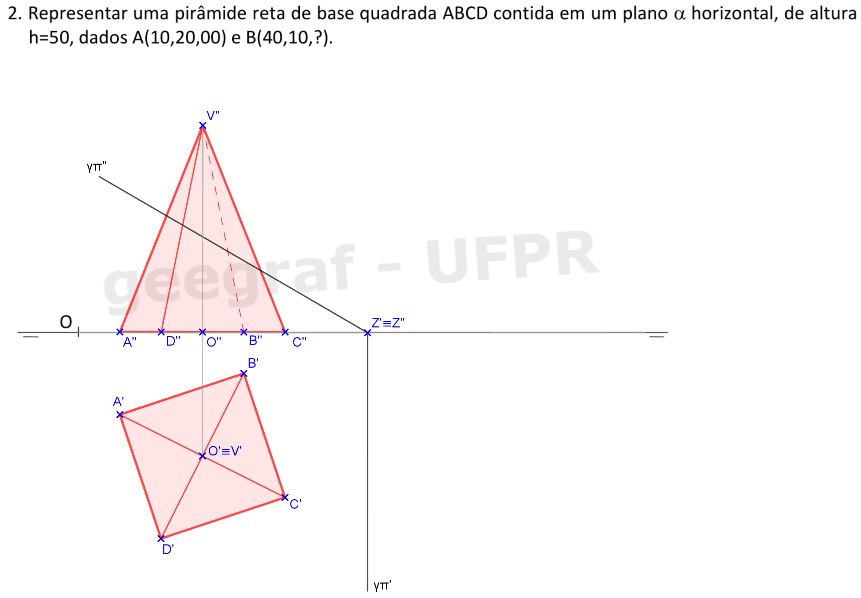 2. Representar uma pirâmide reta de base quadrada ABCD contida em um plano α horizontal, de altura
h=50, dados A(10,20,00) e B(40,10,?).
V"
γπ"
geegraf - UFPR
O
Z'≡Z"
A" D" O" B" C"
B'
A'
O'≡V'
C'
D'
γπ'